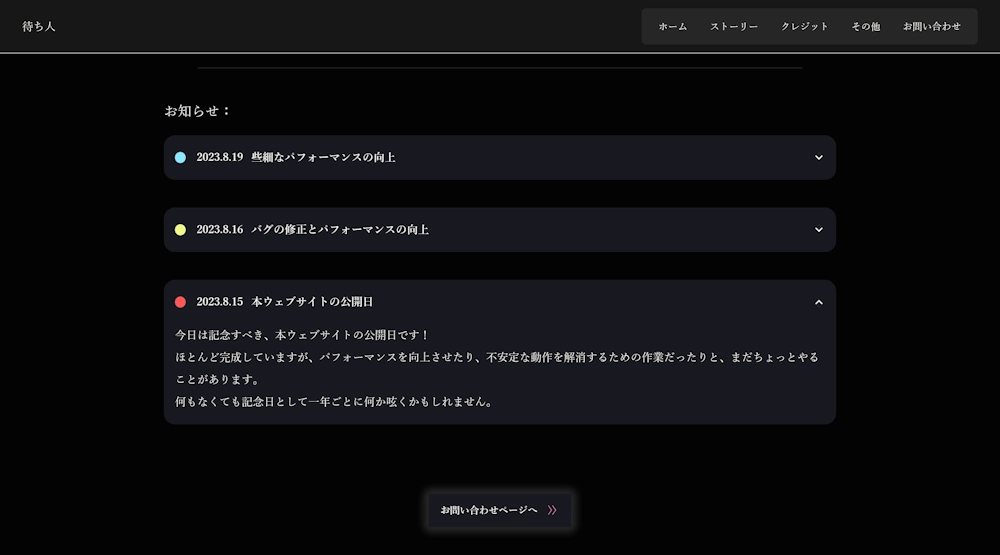 待ち人
ホーム ストーリー クレジット その他 お問い合わせ
お知らせ：
2023.8.19 些細なパフォーマンスの向上
2023.8.16 バグの修正とパフォーマンスの向上
2023.8.15 本ウェブサイトの公開日
今日は記念すべき、本ウェブサイトの公開日です！
ほとんど完成していますが、パフォーマンスを向上させたり、不安定な動作を解消するための作業だったりと、まだちょっとやる
ことがあります。
何もなくても記念日として一年ごとに何か呟くかもしれません。
お問い合わせページへ